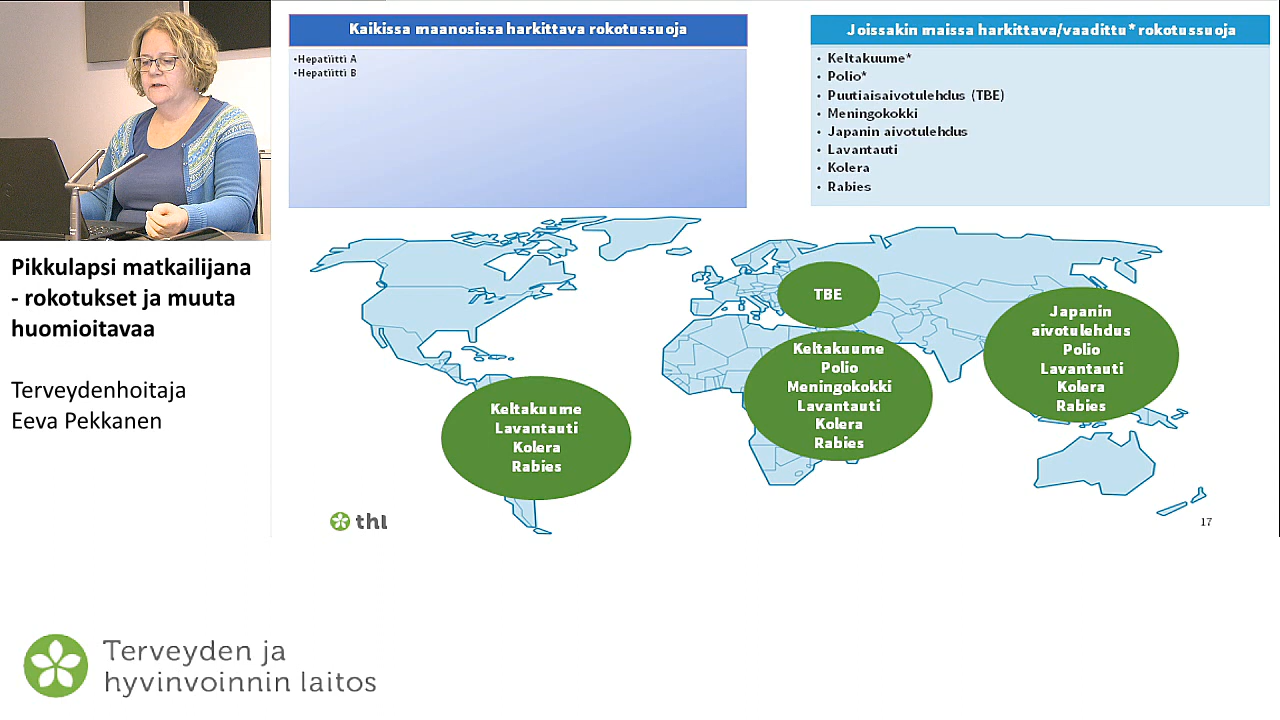 Kaikissa maanosissa harkittava rokotussuoja
•Hepatiitti A
•Hepatiitti B
Joissakin maissa harkittava/vaadittu* rokotussuoja
• Keltakuume*
• Polio*
• Puutiaisaivotulehdus (TBE)
• Meningokokki
• Japanin aivotulehdus
• Lavantauti
• Kolera
• Rabies
Pikkulapsi matkailijana
- rokotukset ja muuta
huomioitavaa
Terveydenhoitaja
Eeva Pekkanen
Keltakuume
Lavantauti
Kolera
Rabies
TBE
Keltakuume
Polio
Meningokokki
Lavantauti
Kolera
Rabies
Japanin
aivotulehdus
Polio
Lavantauti
Kolera
Rabies
thl
17
Terveyden ja
hyvinvoinnin laitos